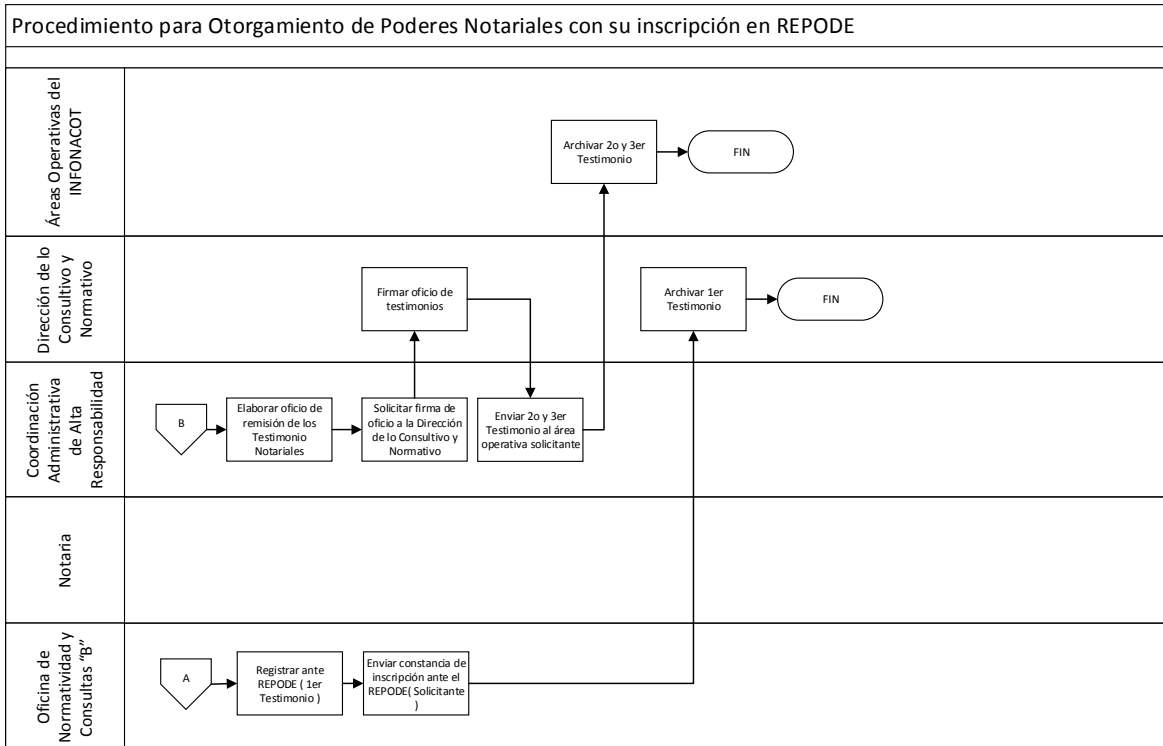 Procedimiento para Otorgamiento de Poderes Notariales con su inscripción en REPODE
Áreas Operativas del
INFONACOT
Archivar 2o y 3er
Testimonio
FIN
Dirección de lo
Consultivo y
Normativo
Firmar oficio de
testimonios
Archivar 1er
Testimonio
FIN
Coordinación
Administrativa
de Alta
Responsabilidad
B
Elaborar oficio de
remisión de los
Testimonio
Notariales
Solicitar firma de
oficio a la Dirección
de lo Consultivo y
Normativo
Enviar 2o y 3er
Testimonio al área
operativa solicitante
Notaria
Oficina de
Normatividad y
Consultas “B”
A
Registrar ante
REPODE ( 1er
Testimonio )
Enviar constancia de
inscripción ante el
REPODE( Solicitante
)